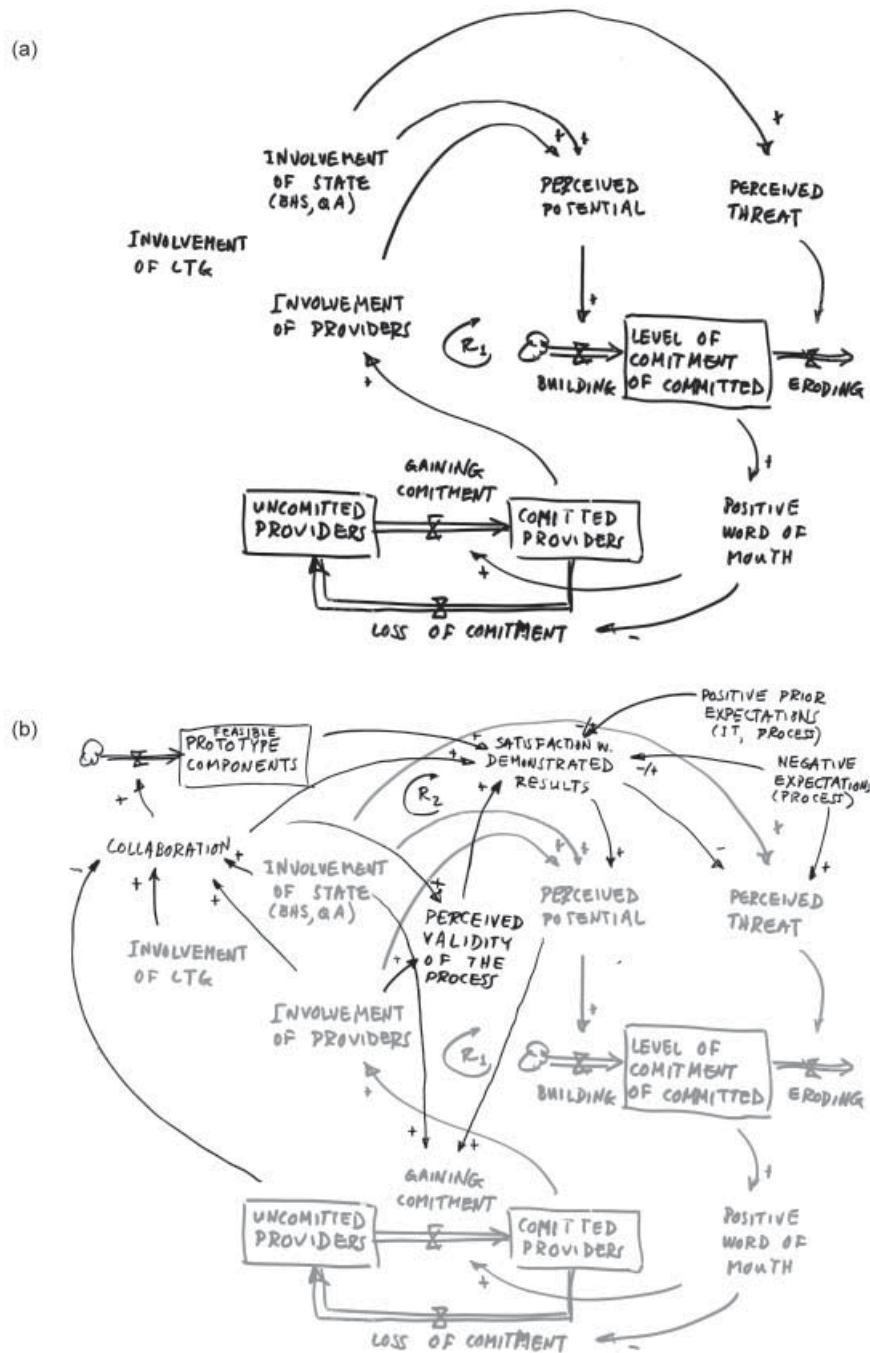 (a)
INVOLVEMENT
OF STATE
(BHS, QA)
+
+
PERCEIVED
POTENTIAL
+
PERCEIVED
THREAT
INVOLVEMENT
OF LTG
INVOLVEMENT
OF PROVIDERS
+
R1
+
BUILDING
LEVEL OF
COMITMENT
OF COMMITTED
ERODING
+
GAINING
COMITMENT
UNCOMITTED
PROVIDERS
COMITTED
PROVIDERS
POSITIVE
WORD OF
MOUTH
+
LOSS OF COMITMENT
-
(b)
FEASIBLE
PROTOTYPE
COMPONENTS
+
+
+
+
-/+
SATISFACTION W.
DEMONSTRATED
RESULTS
-/+
POSITIVE PRIOR
EXPECTATIONS
(IT, PROCESS)
NEGATIVE
EXPECTATIONS
(PROCESS)
R2
COLLABORATION
-
+
+
+
INVOLVEMENT
OF STATE
(BHS, QA)
+
+
+
+
-
+
+
PERCEIVED
VALIDITY
OF THE
PROCESS
+
PERCEIVED
POTENTIAL
PERCEIVED
THREAT
INVOLVEMENT
OF LTG
INVOLVEMENT
OF PROVIDERS
+
R1
+
BUILDING
LEVEL OF
COMITMENT
OF COMMITTED
ERODING
+
+
+
GAINING
COMITMENT
UNCOMITTED
PROVIDERS
COMITTED
PROVIDERS
POSITIVE
WORD OF
MOUTH
+
LOSS OF COMITMENT
-